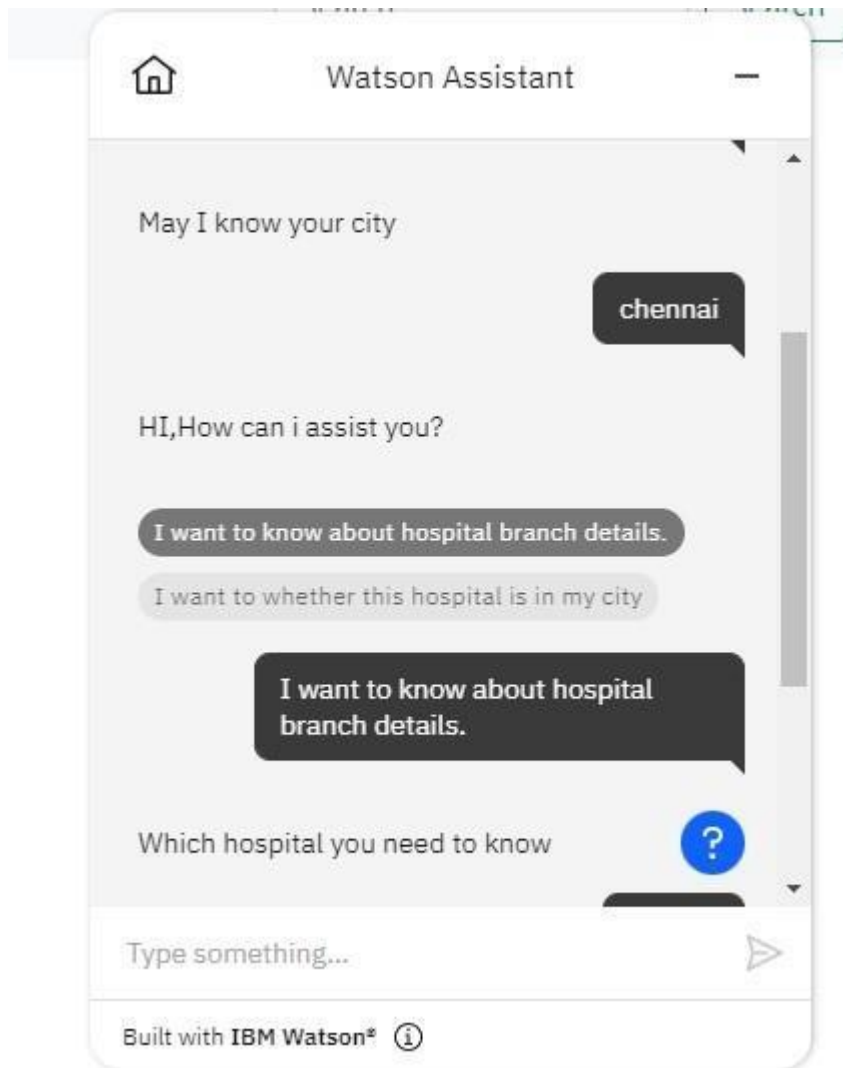 Watson Assistant
May I know your city
chennai
HI,How can i assist you?
I want to know about hospital branch details.
I want to whether this hospital is in my city
I want to know about hospital
branch details.
Which hospital you need to know
?
Type something...
Built with IBM Watson®